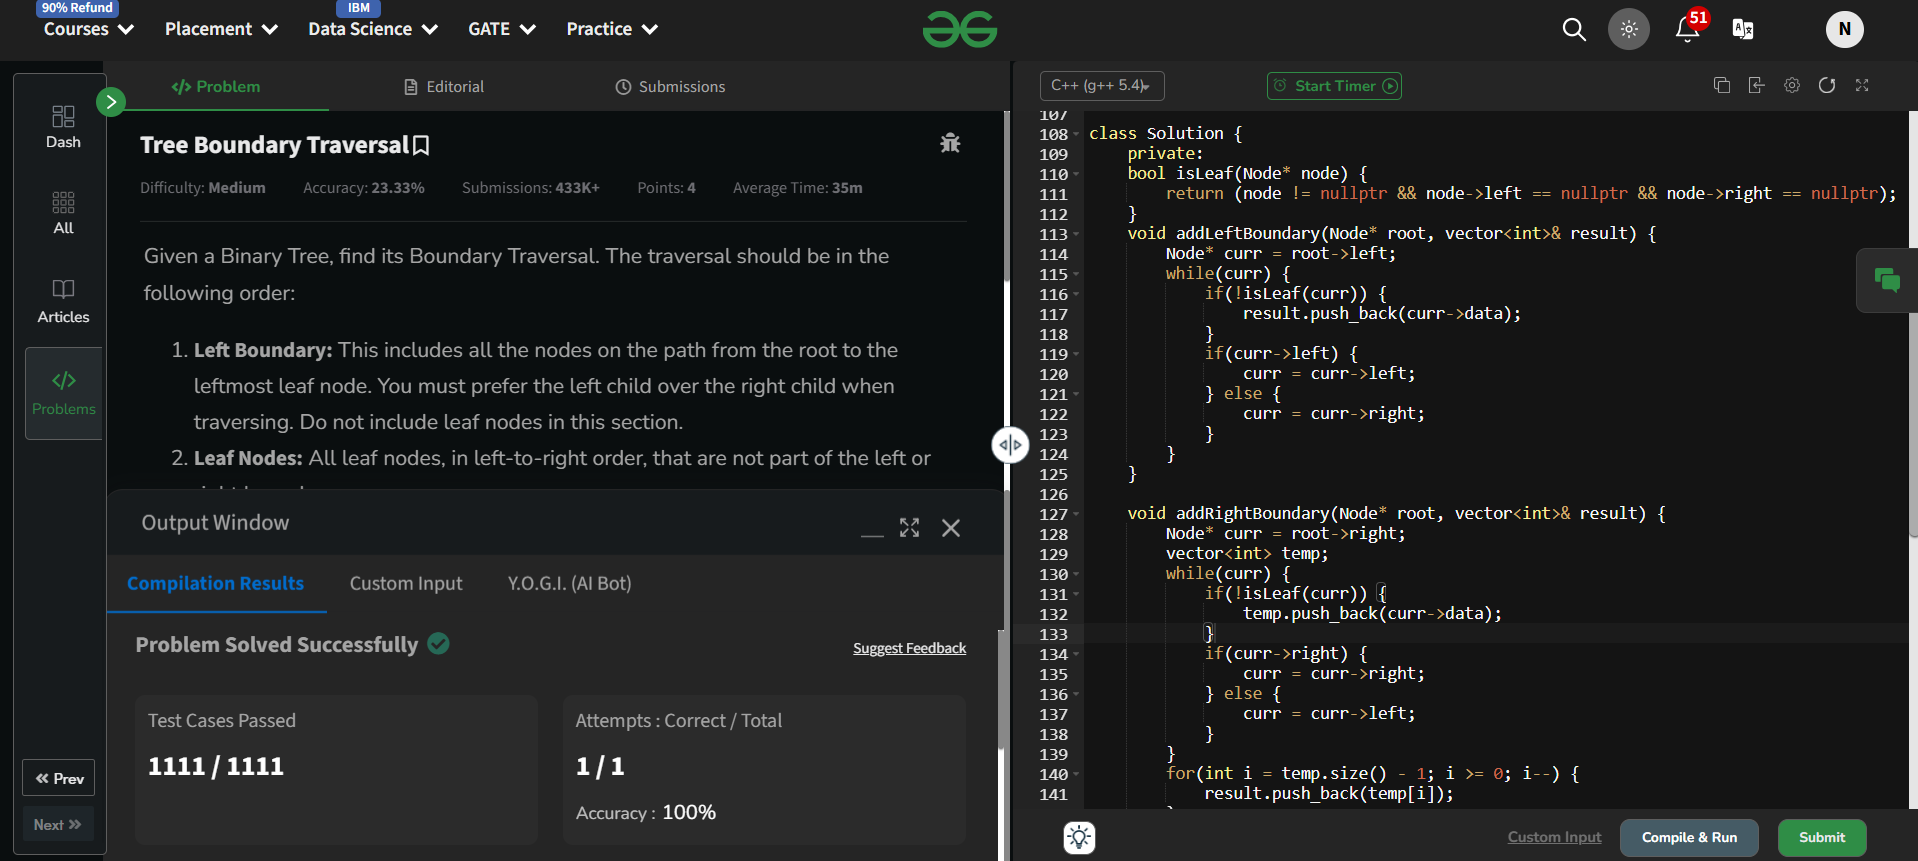 90% Refund
IBM
Courses
Placement
Data Science
GATE
Practice
51
N
Dash
All
Articles
Problems
Prev
Next
Problem
Editorial
Submissions
Tree Boundary Traversal
Difficulty: Medium
Accuracy: 23.33%
Submissions: 433K+
Points: 4
Average Time: 35m
Given a Binary Tree, find its Boundary Traversal. The traversal should be in the
following order:
1. Left Boundary: This includes all the nodes on the path from the root to the
leftmost leaf node. You must prefer the left child over the right child when
traversing. Do not include leaf nodes in this section.
2. Leaf Nodes: All leaf nodes, in left-to-right order, that are not part of the left or
Output Window
Compilation Results
Custom Input
Y.O.G.I. (AI Bot)
Problem Solved Successfully
Suggest Feedback
Test Cases Passed
1111 / 1111
Attempts : Correct / Total
1 / 1
Accuracy : 100%
C++ (g++ 5.4)
Start Timer
107
108 class Solution {
109 private:
110 bool isLeaf(Node* node) {
111 return (node != nullptr && node->left == nullptr && node->right == nullptr);
112 }
113 void addLeftBoundary(Node* root, vector<int>& result) {
114 Node* curr = root->left;
115 while(curr) {
116 if(!isLeaf(curr)) {
117 result.push_back(curr->data);
118 }
119 if(curr->left) {
120 curr = curr->left;
121 } else {
122 curr = curr->right;
123 }
124 }
125 }
126
127 void addRightBoundary(Node* root, vector<int>& result) {
128 Node* curr = root->right;
129 vector<int> temp;
130 while(curr) {
131 if(!isLeaf(curr)) {
132 temp.push_back(curr->data);
133 }
134 if(curr->right) {
135 curr = curr->right;
136 } else {
137 curr = curr->left;
138 }
139 }
140 for(int i = temp.size() - 1; i >= 0; i--) {
141 result.push_back(temp[i]);
Custom Input
Compile & Run
Submit